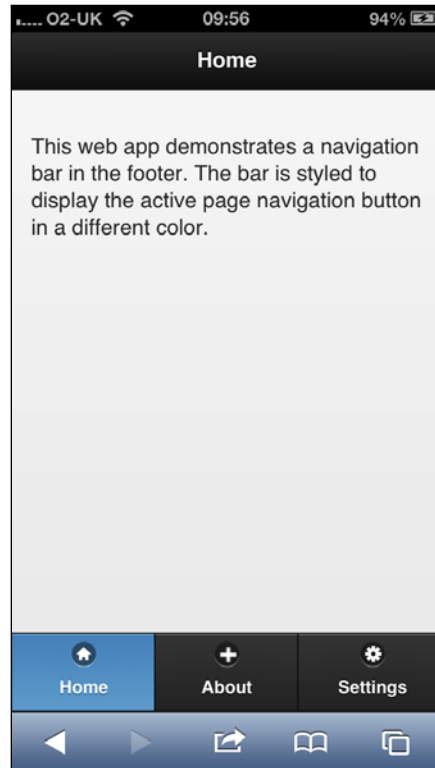 O2-UK 09:56 94%
Home
This web app demonstrates a navigation
bar in the footer. The bar is styled to
display the active page navigation button
in a different color.
Home About Settings